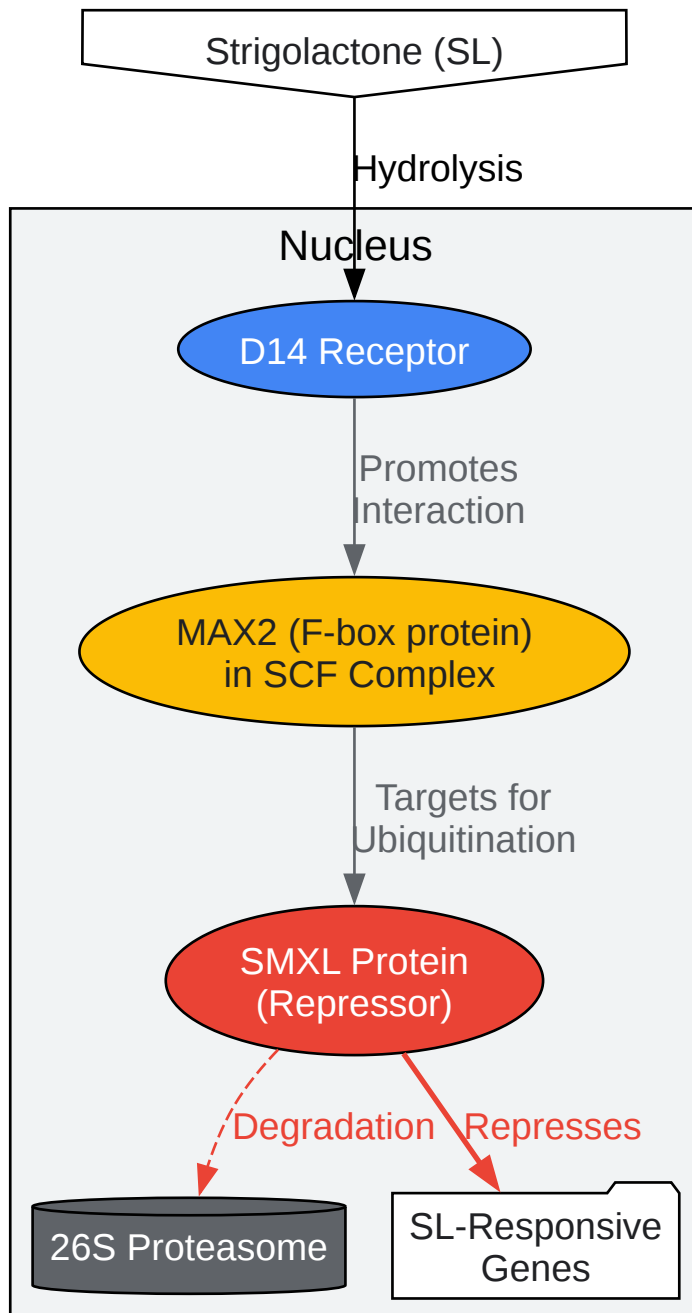 Strigolactone (SL)
Hydrolysis
Nucleus
D14 Receptor
Promotes
Interaction
MAX2 (F-box protein)
in SCF Complex
Targets for
Ubiquitination
SMXL Protein
(Repressor)
Degradation
Represses
26S Proteasome
SL-Responsive
Genes